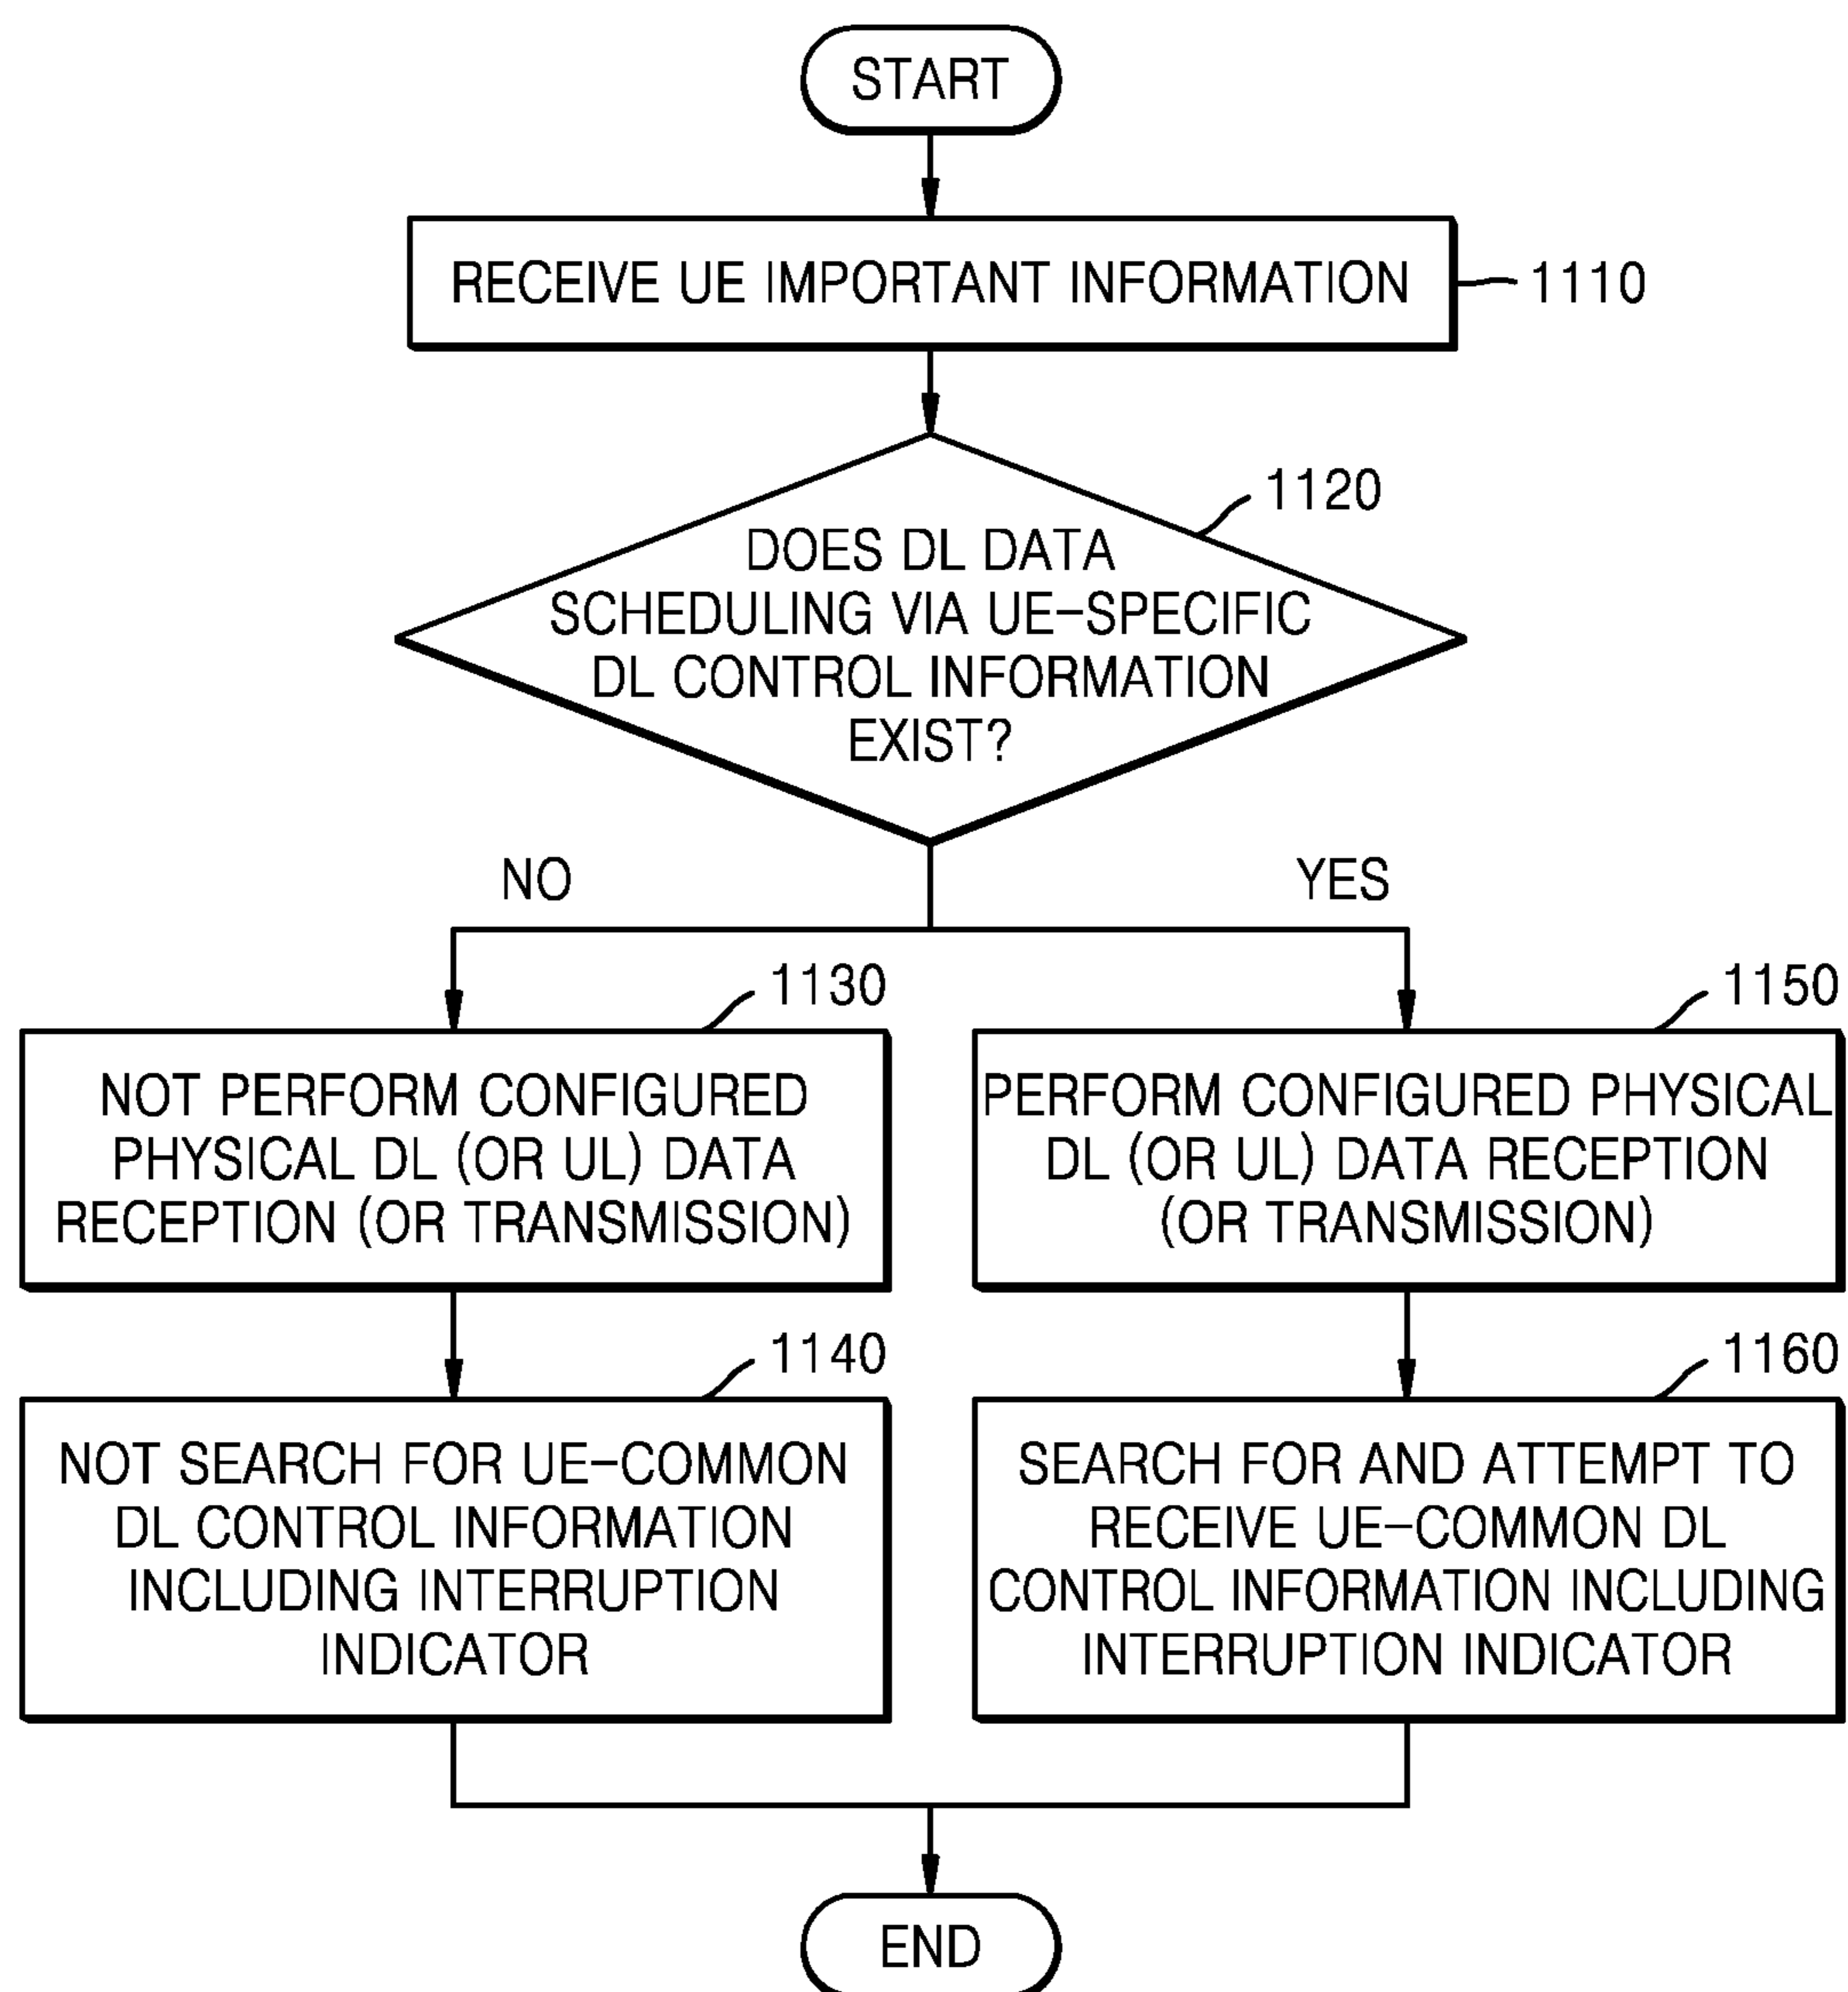 START
RECEIVE UE IMPORTANT INFORMATION
1110
1120
DOES DL DATA
SCHEDULING VIA UE-SPECIFIC
DL CONTROL INFORMATION
EXIST?
NO
YES
1130
NOT PERFORM CONFIGURED
PHYSICAL DL (OR UL) DATA
RECEPTION (OR TRANSMISSION)
1150
PERFORM CONFIGURED PHYSICAL
DL (OR UL) DATA RECEPTION
(OR TRANSMISSION)
1140
NOT SEARCH FOR UE-COMMON
DL CONTROL INFORMATION
INCLUDING INTERRUPTION
INDICATOR
1160
SEARCH FOR AND ATTEMPT TO
RECEIVE UE-COMMON DL
CONTROL INFORMATION INCLUDING
INTERRUPTION INDICATOR
END